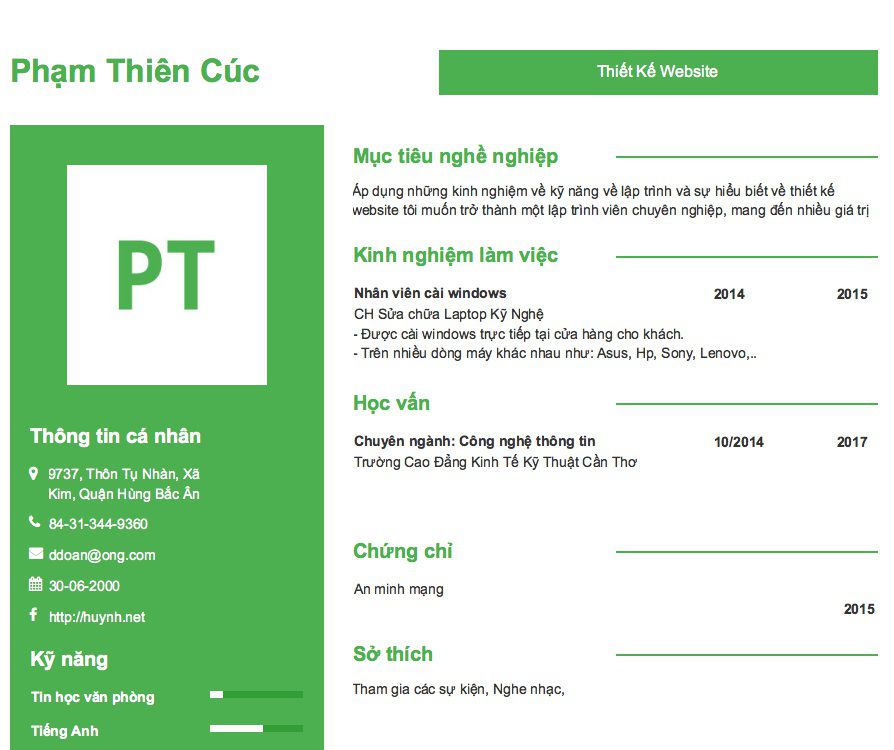 Phạm Thiên Cúc
Thiết Kế Website
PT
Thông tin cá nhân
9737, Thôn Tụ Nhàn, Xã
Kim, Quận Hùng Bắc Ân
84-31-344-9360
ddoan@ong.com
30-06-2000
http://huynh.net
Kỹ năng
Tin học văn phòng
Tiếng Anh
Mục tiêu nghề nghiệp
Áp dụng những kinh nghiệm về kỹ năng về lập trình và sự hiểu biết về thiết kế
website tôi muốn trở thành một lập trình viên chuyên nghiệp, mang đến nhiều giá trị
Kinh nghiệm làm việc
Nhân viên cài windows 2014 2015
CH Sửa chữa Laptop Kỹ Nghệ
- Được cài windows trực tiếp tại cửa hàng cho khách.
- Trên nhiều dòng máy khác nhau như: Asus, Hp, Sony, Lenovo,..
Học vấn
Chuyên ngành: Công nghệ thông tin 10/2014 2017
Trường Cao Đẳng Kinh Tế Kỹ Thuật Cần Thơ
Chứng chỉ
An minh mạng
2015
Sở thích
Tham gia các sự kiện, Nghe nhạc,